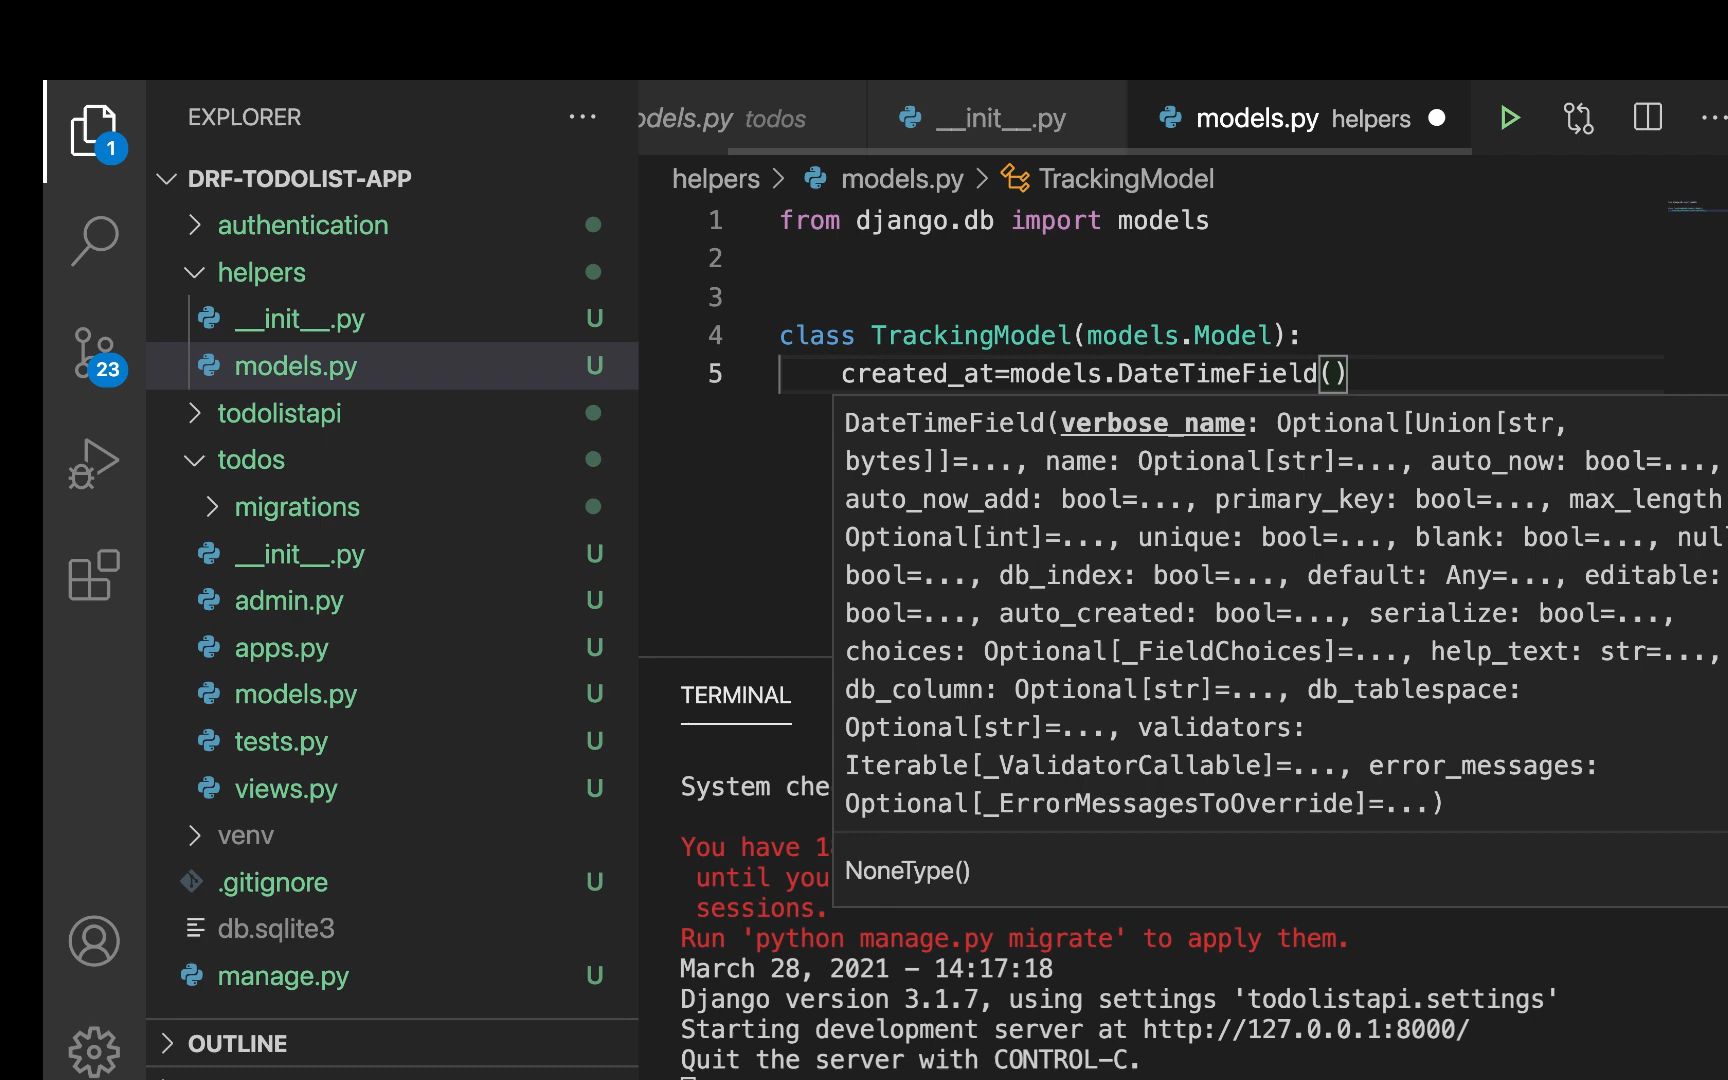 EXPLORER
1
23
DRF-TODOLIST-APP
authentication
helpers
__init__.py U
models.py U
todolistapi
todos
migrations
__init__.py U
admin.py U
apps.py U
models.py U
tests.py U
views.py U
venv
.gitignore U
db.sqlite3
manage.py U
OUTLINE
odels.py todos
__init__.py
models.py helpers
helpers > models.py > TrackingModel
1 from django.db import models
2
3
4 class TrackingModel(models.Model):
5 created_at=models.DateTimeField()
DateTimeField(verbose_name: Optional[Union[str,
bytes]]=..., name: Optional[str]=..., auto_now: bool=...,
auto_now_add: bool=..., primary_key: bool=..., max_length
Optional[int]=..., unique: bool=..., blank: bool=..., nul
bool=..., db_index: bool=..., default: Any=..., editable:
bool=..., auto_created: bool=..., serialize: bool=...,
choices: Optional[_FieldChoices]=..., help_text: str=...,
db_column: Optional[str]=..., db_tablespace:
Optional[str]=..., validators:
Iterable[_ValidatorCallable]=..., error_messages:
Optional[_ErrorMessagesToOverride]=...)
NoneType()
TERMINAL
System che
You have 1
until you
sessions.
Run 'python manage.py migrate' to apply them.
March 28, 2021 – 14:17:18
Django version 3.1.7, using settings 'todolistapi.settings'
Starting development server at http://127.0.0.1:8000/
Quit the server with CONTROL-C.